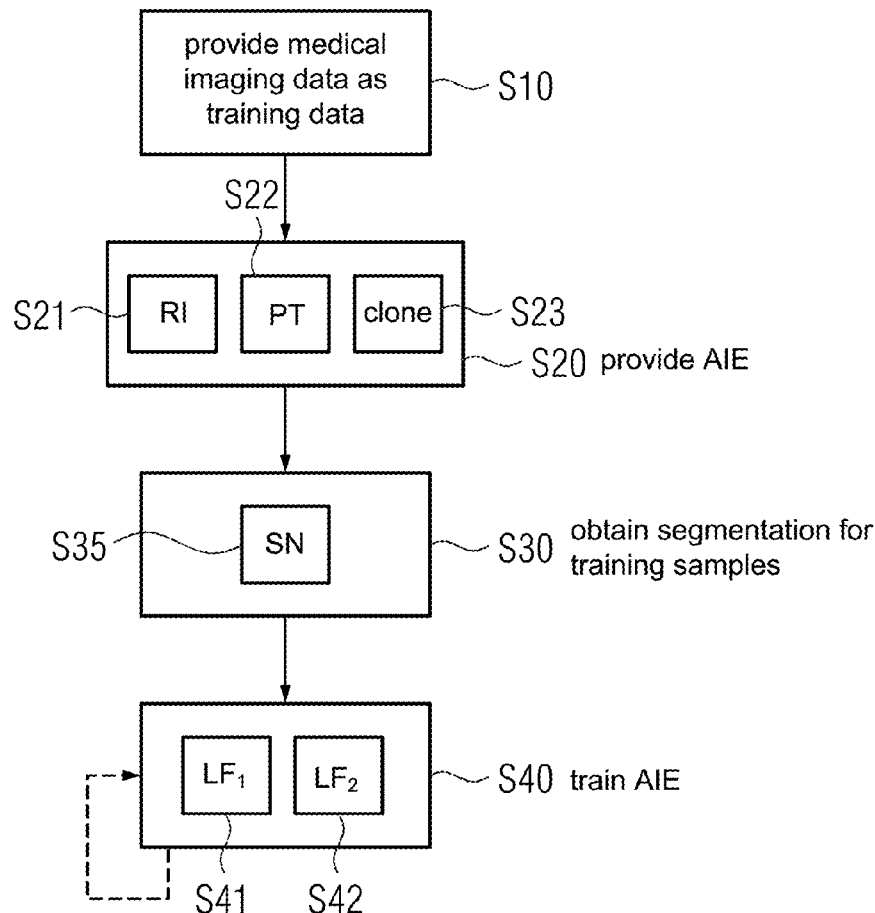 provide medical
imaging data as
training data
S10
S22
S21
RI
PT
clone
S23
S20 provide AIE
S35
SN
S30
obtain segmentation for
training samples
LF₁
LF₂
S40 train AIE
S41
S42